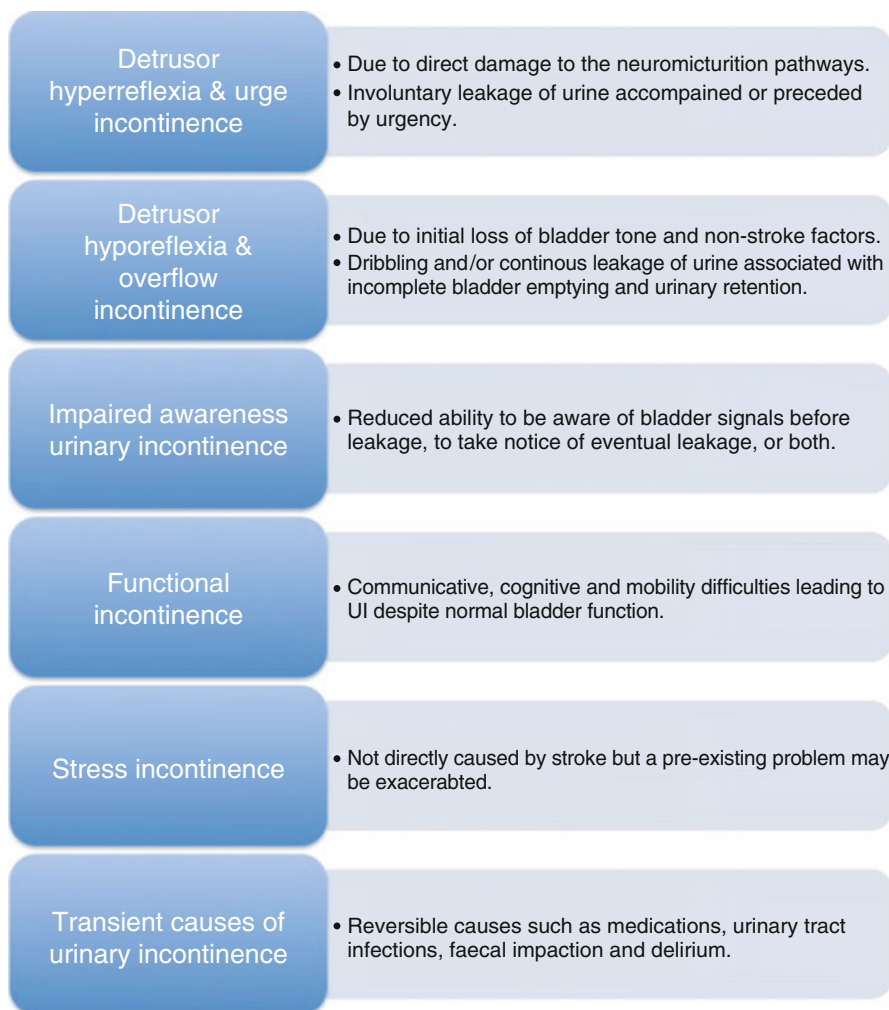 Detrusor
hyperreflexia & urge
incontinence
• Due to direct damage to the neuromicturition pathways.
• Involuntary leakage of urine accompained or preceded
by urgency.
Detrusor
hyporeflexia &
overflow
incontinence
• Due to initial loss of bladder tone and non-stroke factors.
• Dribbling and/or continous leakage of urine associated with
incomplete bladder emptying and urinary retention.
Impaired awareness
urinary incontinence
• Reduced ability to be aware of bladder signals before
leakage, to take notice of eventual leakage, or both.
Functional
incontinence
• Communicative, cognitive and mobility difficulties leading to
UI despite normal bladder function.
Stress incontinence
• Not directly caused by stroke but a pre-existing problem may
be exacerabted.
Transient causes of
urinary incontinence
• Reversible causes such as medications, urinary tract
infections, faecal impaction and delirium.